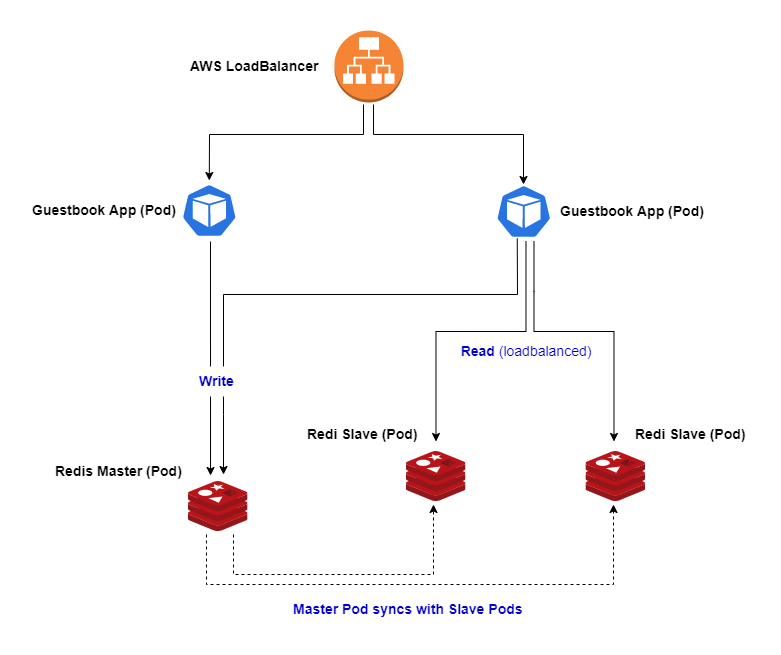 AWS LoadBalancer
Guestbook App (Pod)
Guestbook App (Pod)
Read (loadbalanced)
Write
Redi Slave (Pod)
Redi Slave (Pod)
Redis Master (Pod)
Master Pod syncs with Slave Pods